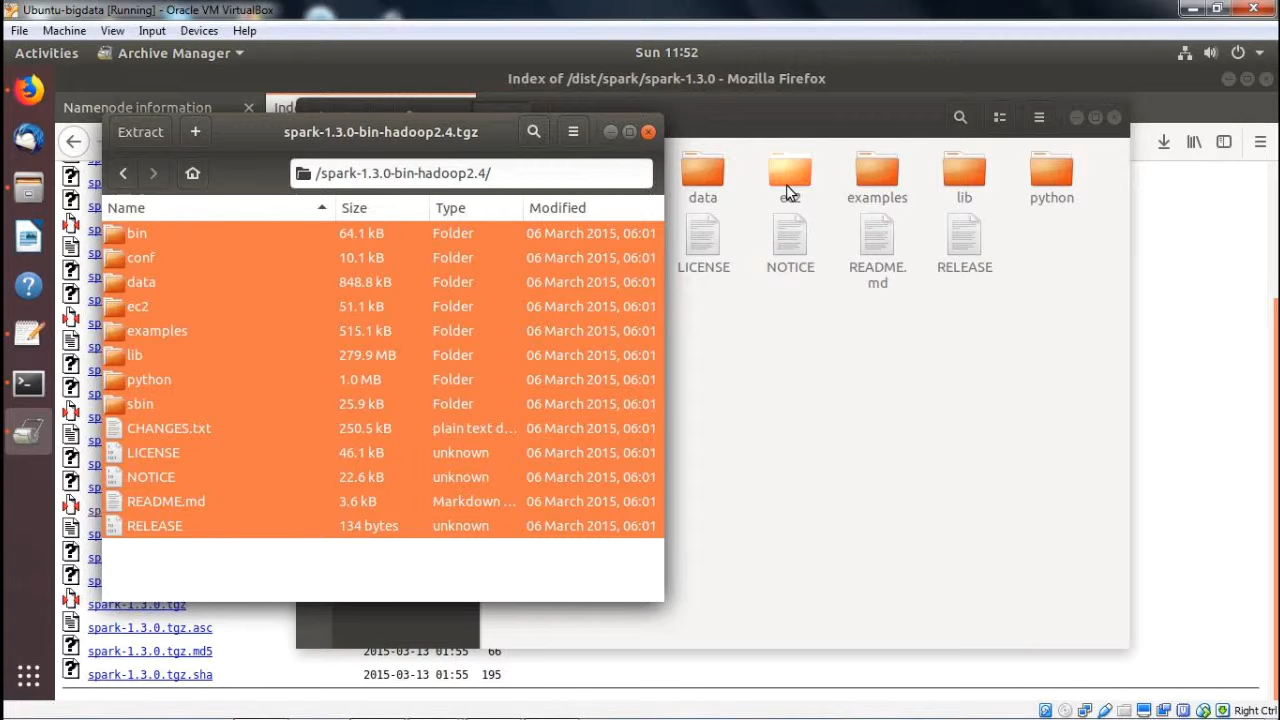 Ubuntu-bigdata [Running] - Oracle VM VirtualBox
File Machine View Input Devices Help
Activities Archive Manager Sun 11:52
Index of /dist/spark/spark-1.3.0 - Mozilla Firefox
Namenode information
Extract + spark-1.3.0-bin-hadoop2.4.tgz
/spark-1.3.0-bin-hadoop2.4/
Name Size Type Modified
bin 64.1 kB Folder 06 March 2015, 06:01
conf 10.1 kB Folder 06 March 2015, 06:01
data 848.8 kB Folder 06 March 2015, 06:01
ec2 51.1 kB Folder 06 March 2015, 06:01
examples 515.1 kB Folder 06 March 2015, 06:01
lib 279.9 MB Folder 06 March 2015, 06:01
python 1.0 MB Folder 06 March 2015, 06:01
sbin 25.9 kB Folder 06 March 2015, 06:01
CHANGES.txt 250.5 kB plain text d... 06 March 2015, 06:01
LICENSE 46.1 kB unknown 06 March 2015, 06:01
NOTICE 22.6 kB unknown 06 March 2015, 06:01
README.md 3.6 kB Markdown ... 06 March 2015, 06:01
RELEASE 134 bytes unknown 06 March 2015, 06:01
data ec2 examples lib python
LICENSE NOTICE README.md RELEASE
spark-1.3.0.tgz
spark-1.3.0.tgz.asc
spark-1.3.0.tgz.md5 2015-03-13 01:55 66
spark-1.3.0.tgz.sha 2015-03-13 01:55 195
Right Ctrl